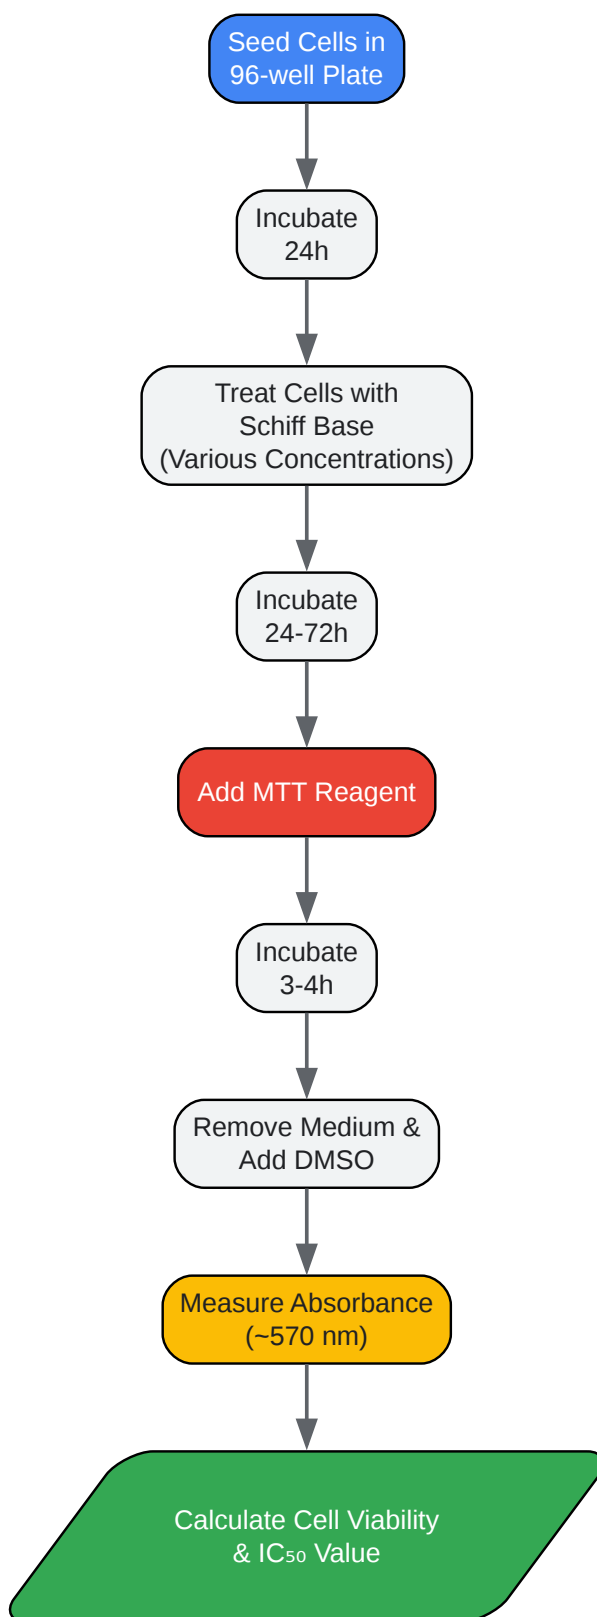 Seed Cells in
96-well Plate
Incubate
24h
Treat Cells with
Schiff Base
(Various Concentrations)
Incubate
24-72h
Add MTT Reagent
Incubate
3-4h
Remove Medium &
Add DMSO
Measure Absorbance
(~570 nm)
Calculate Cell Viability
& IC₅₀ Value